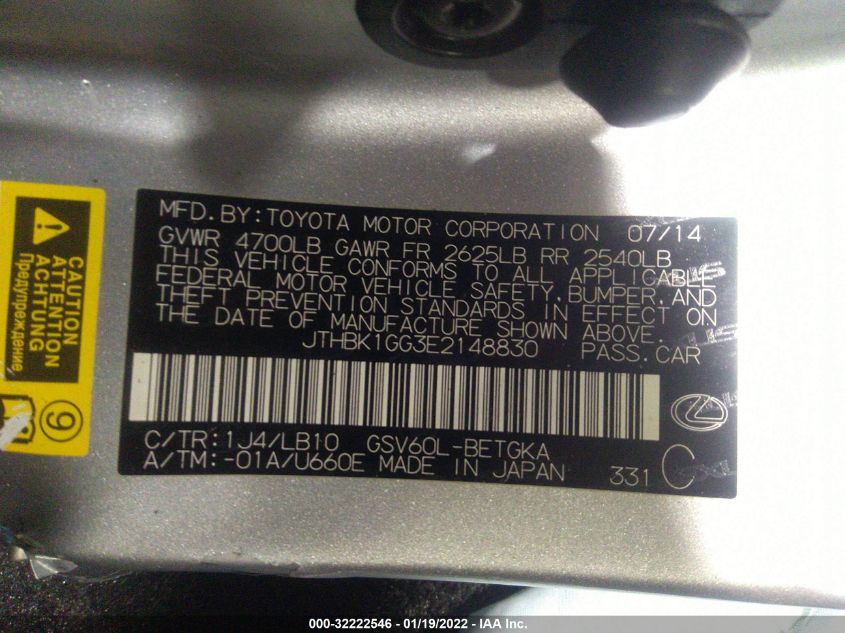 MFD.BY:TOYOTA MOTOR CORPORATION 07/14
GVWR 4700LB GAWR FR 2625LB RR 2540LB
THIS VEHICLE CONFORMS TO ALL APPLICABLE
FEDERAL MOTOR VEHICLE SAFETY,BUMPER,AND
THEFT PREVENTION STANDARDS IN EFFECT ON
THE DATE OF MANUFACTURE SHOWN ABOVE.
JTHBK1GG3E2148830 PASS.CAR
C/TR:1J4/LB10 GSV60L-BETGKA
A/TM:-01A/U660E MADE IN JAPAN 331 C
CAUTION
ATTENTION
ACHTUNG
Предупреждение
9
000-32222546 - 01/19/2022 - IAA Inc.